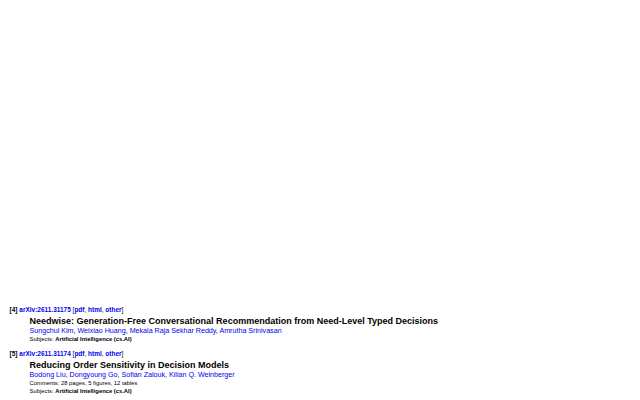 [4] arXiv:2611.31175 [pdf, html, other]
Needwise: Generation-Free Conversational Recommendation from Need-Level Typed Decisions
Sungchul Kim, Weixiao Huang, Mekala Raja Sekhar Reddy, Amrutha Srinivasan
Subjects: Artificial Intelligence (cs.AI)
[5] arXiv:2611.31174 [pdf, html, other]
Reducing Order Sensitivity in Decision Models
Bodong Liu, Dongyoung Go, Sofian Zalouk, Kilian Q. Weinberger
Comments: 28 pages, 5 figures, 12 tables
Subjects: Artificial Intelligence (cs.AI)